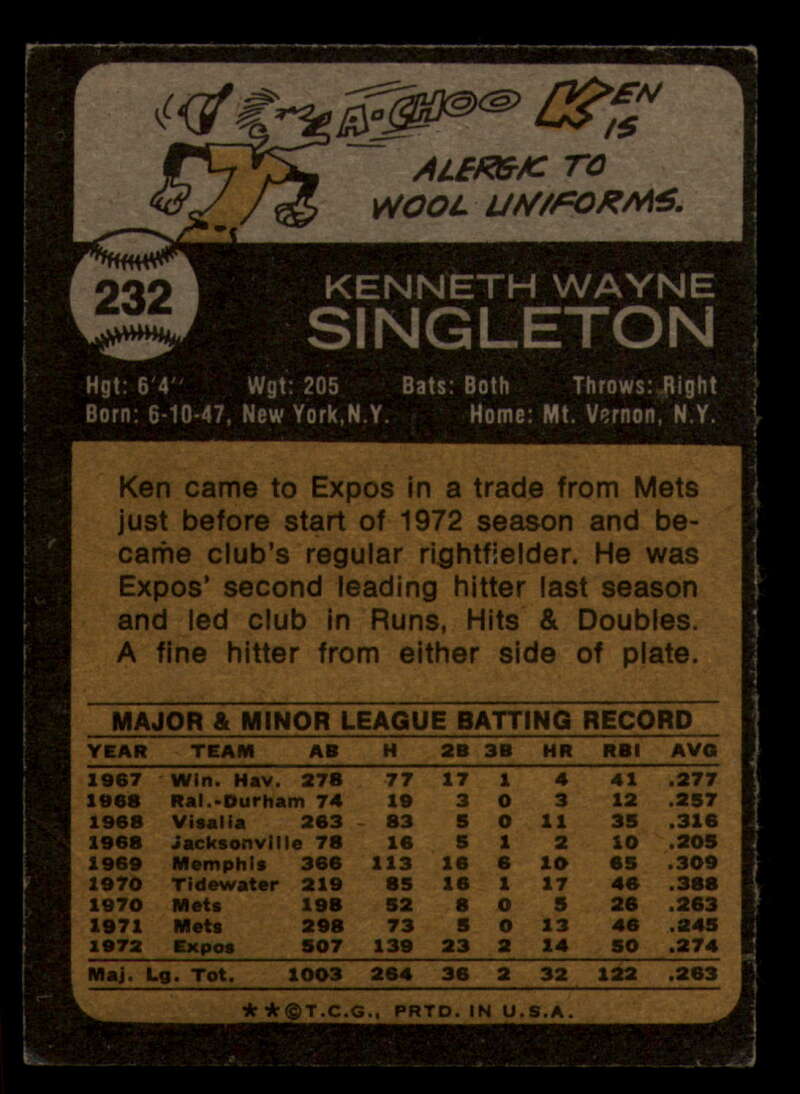 A-CHOO KEN
IS
ALERGIC TO
WOOL UNIFORMS.
232
KENNETH WAYNE
SINGLETON
Hgt: 6'4" Wgt: 205 Bats: Both Throws: Right
Born: 6-10-47, New York, N.Y. Home: Mt. Vernon, N.Y.
Ken came to Expos in a trade from Mets
just before start of 1972 season and be-
came club's regular rightfielder. He was
Expos' second leading hitter last season
and led club in Runs, Hits & Doubles.
A fine hitter from either side of plate.
MAJOR & MINOR LEAGUE BATTING RECORD
YEAR TEAM AB H 2B 3B HR RBI AVG
1967 Win. Hav. 278 77 17 1 4 41 .277
1968 Ral.-Durham 74 19 3 0 3 12 .257
1968 Visalia 263 83 5 0 11 35 .316
1968 Jacksonville 78 16 5 1 2 10 .205
1969 Memphis 366 113 16 6 10 65 .309
1970 Tidewater 219 85 16 1 17 46 .388
1970 Mets 198 52 8 0 5 26 .263
1971 Mets 298 73 5 0 13 46 .245
1972 Expos 507 139 23 2 14 50 .274
Maj. Lg. Tot. 1003 264 36 2 32 122 .263
**©T.C.G., PRTD. IN U.S.A.